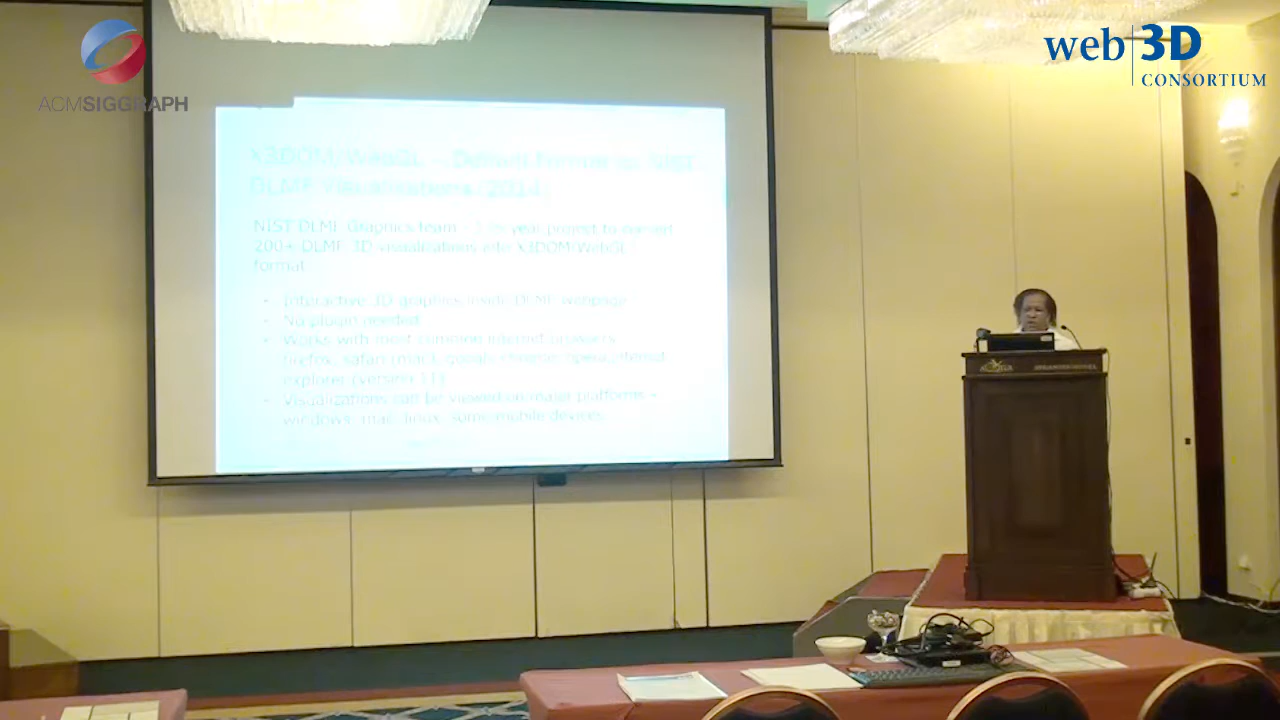 ACMSIGGRAPH
web 3D
CONSORTIUM
X3DOM/WebGL - Default Format for NIST
DLMF Visualizations (2014)
NIST DLMF Graphics team - year project to convert
200+ DLMF 3D visualizations into X3DOM/WebGL
format
- Interactive 3D graphics inside DLMF webpage
- No plugin needed
- Works with most common internet browsers
firefox, safari (mac), google chrome, opera, internet
explorer (version 11)
- Visualizations can be viewed on major platforms -
windows, mac, linux, some mobile devices